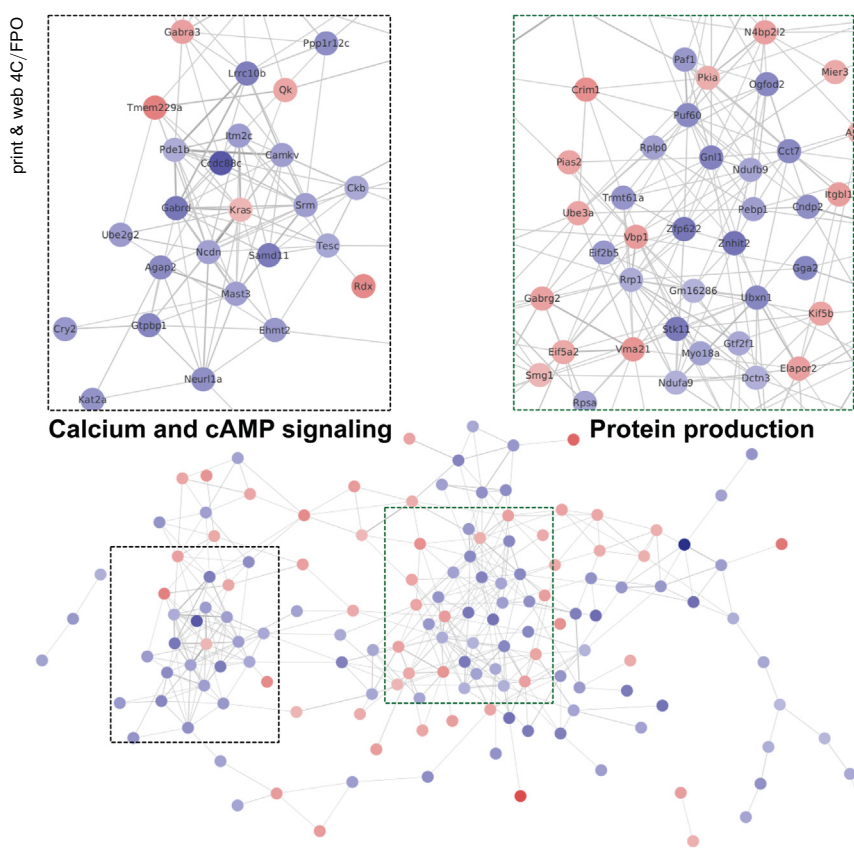 print & web 4C/FPO
Gabra3
Ppp1r12c
Lrrc10b
Qk
Tmem229a
Itm2c
Pde1b
Camkv
Ccdc88c
Ckb
Gabrd
Kras
Srm
Ube2g2
Ncdn
Samd11
Tesc
Agap2
Rdx
Mast3
Cry2
Gtpbp1
Ehmt2
Neurl1a
Kat2a
Calcium and cAMP signaling
N4bp2l2
Paf1
Pkia
Mier3
Crim1
Ogfod2
Puf60
Rplp0
Gnl1
Cct7
Pias2
Ndufb9
Trmt61a
Itgbl1
Ube3a
Pebp1
Cndp2
Vbp1
Zfp622
Znhit2
Eif2b5
Gga2
Rrp1
Gm16286
Gabrg2
Ubxn1
Kif5b
Stk11
Gtf2f1
Eif5a2
Vma21
Myo18a
Smg1
Ndufa9
Dctn3
Elapor2
Rpsa
Protein production